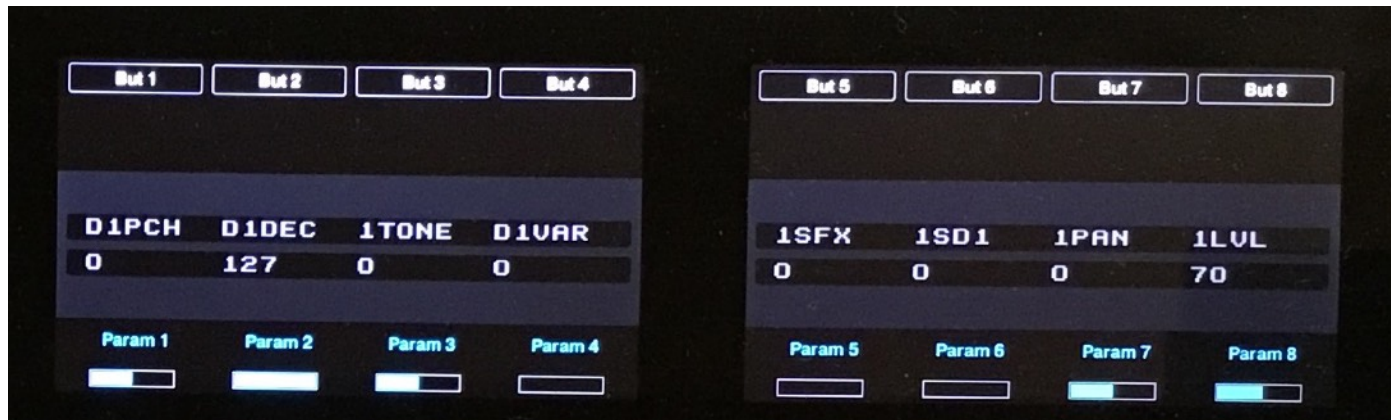 But 1 But 2 But 3 But 4
D1PCH D1DEC 1TONE D1VAR
0 127 0 0
Param 1 Param 2 Param 3 Param 4
But 5 But 6 But 7 But 8
1SFX 1SD1 1PAN 1LVL
0 0 0 70
Param 5 Param 6 Param 7 Param 8